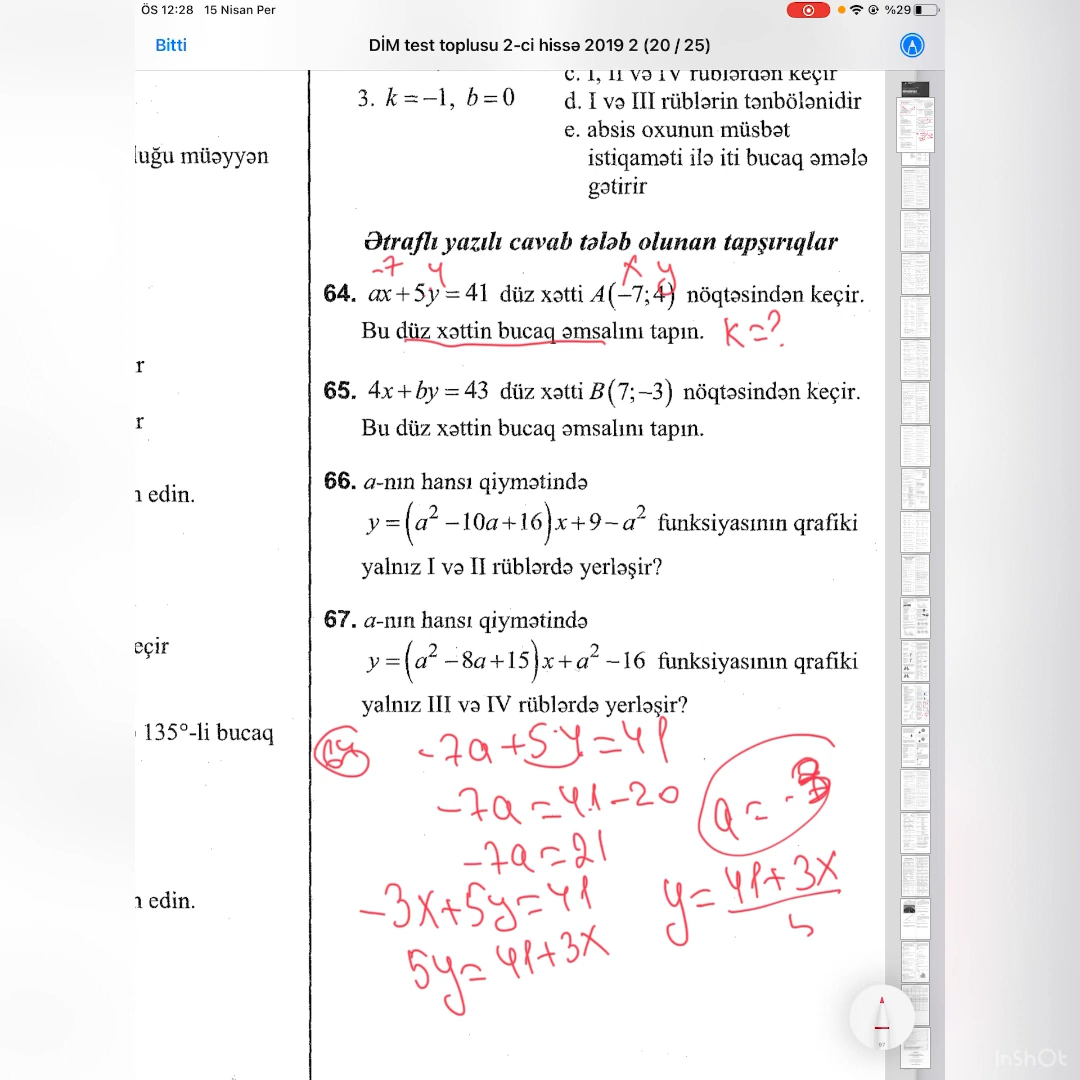 ÖS 12:28 15 Nisan Per
%29
Bitti
DİM test toplusu 2-ci hissə 2019 2 (20 / 25)
luğu müəyyən
r
r
edin.
eçir
135°-li bucaq
edin.
c. I, II və IV rüblərdən keçir
3. k = −1, b = 0
d. I və III rüblərin tənbölənidir
e. absis oxunun müsbət
istiqaməti ilə iti bucaq əmələ
gətirir
Ətraflı yazılı cavab tələb olunan tapşırıqlar
-7 4 x y
64. ax + 5y = 41 düz xətti A(−7; 4) nöqtəsindən keçir.
Bu düz xəttin bucaq əmsalını tapın. k=?
65. 4x + by = 43 düz xətti B(7; −3) nöqtəsindən keçir.
Bu düz xəttin bucaq əmsalını tapın.
66. a-nın hansı qiymətində
y = (a² − 10a + 16)x + 9 − a² funksiyasının qrafiki
yalnız I və II rüblərdə yerləşir?
67. a-nın hansı qiymətində
y = (a² − 8a + 15)x + a² − 16 funksiyasının qrafiki
yalnız III və IV rüblərdə yerləşir?
64 -7a+5·4=41
-7a=41-20
a=-3
-7a=21
-3x+5y=41
y=41+3x
5
5y=41+3x
97
InShOt